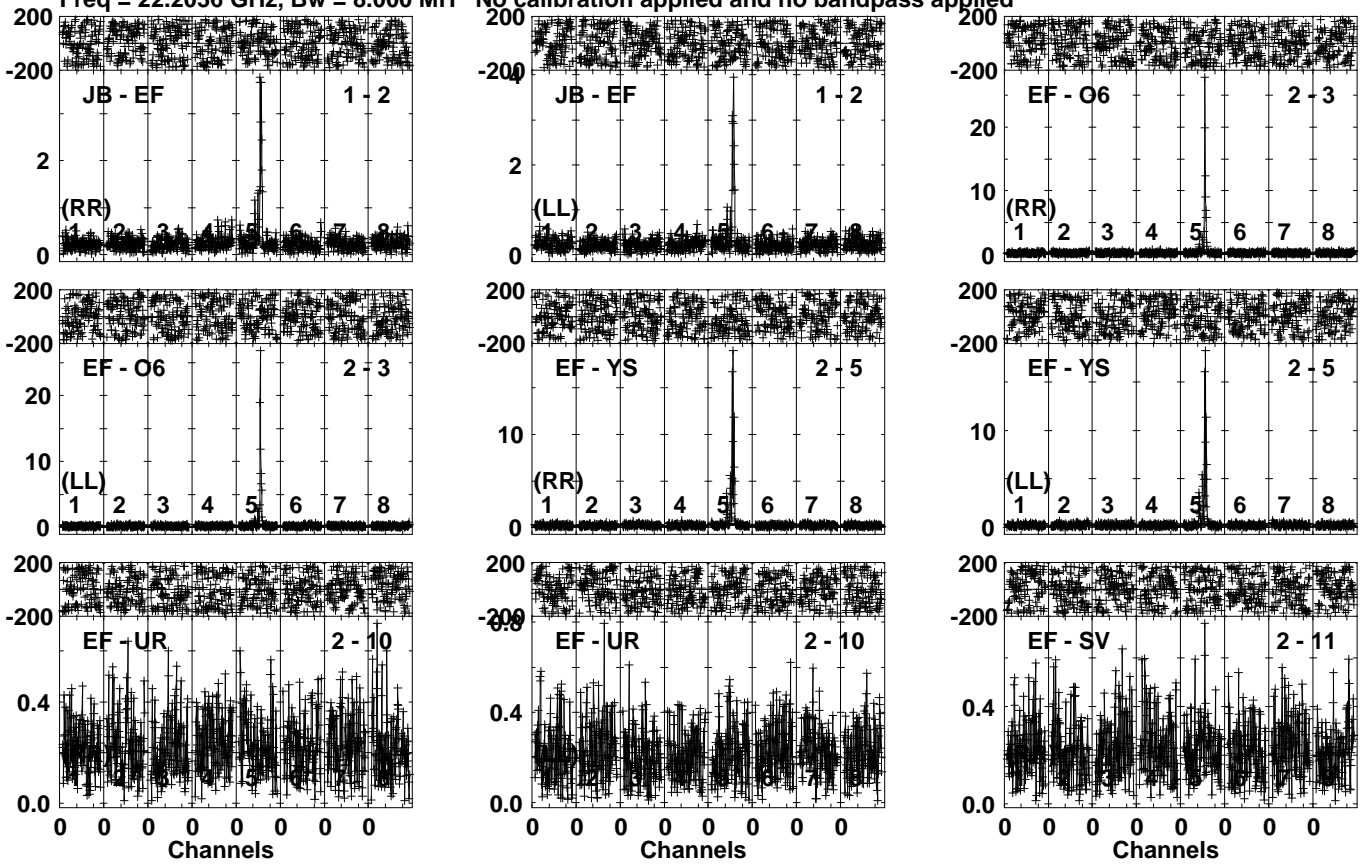 Freq = 22.2036 GHz, Bw = 8.000 MH No calibration applied and no bandpass applied
200 200 200
-200 -200 -200
JB - EF 1 - 2 JB - EF 1 - 2 EF - O6 2 - 3
4
20
2 2
10
(RR) (LL) (RR)
1 2 3 4 5 6 7 8 1 2 3 4 5 6 7 8 1 2 3 4 5 6 7 8
0 0 0
200 200 200
-200 -200 -200
EF - O6 2 - 3 EF - YS 2 - 5 EF - YS 2 - 5
20
10 10 10
(LL) (RR) (LL)
1 2 3 4 5 6 7 8 1 2 3 4 5 6 7 8 1 2 3 4 5 6 7 8
0 0 0
200 200 200
-200 -200 -200
0.8
EF - UR 2 - 10 EF - UR 2 - 10 EF - SV 2 - 11
0.4 0.4 0.4
0.0 0.0 0.0
0 0 0 0 0 0 0 0 0 0 0 0 0 0 0 0 0 0 0 0 0 0 0 0
Channels Channels Channels